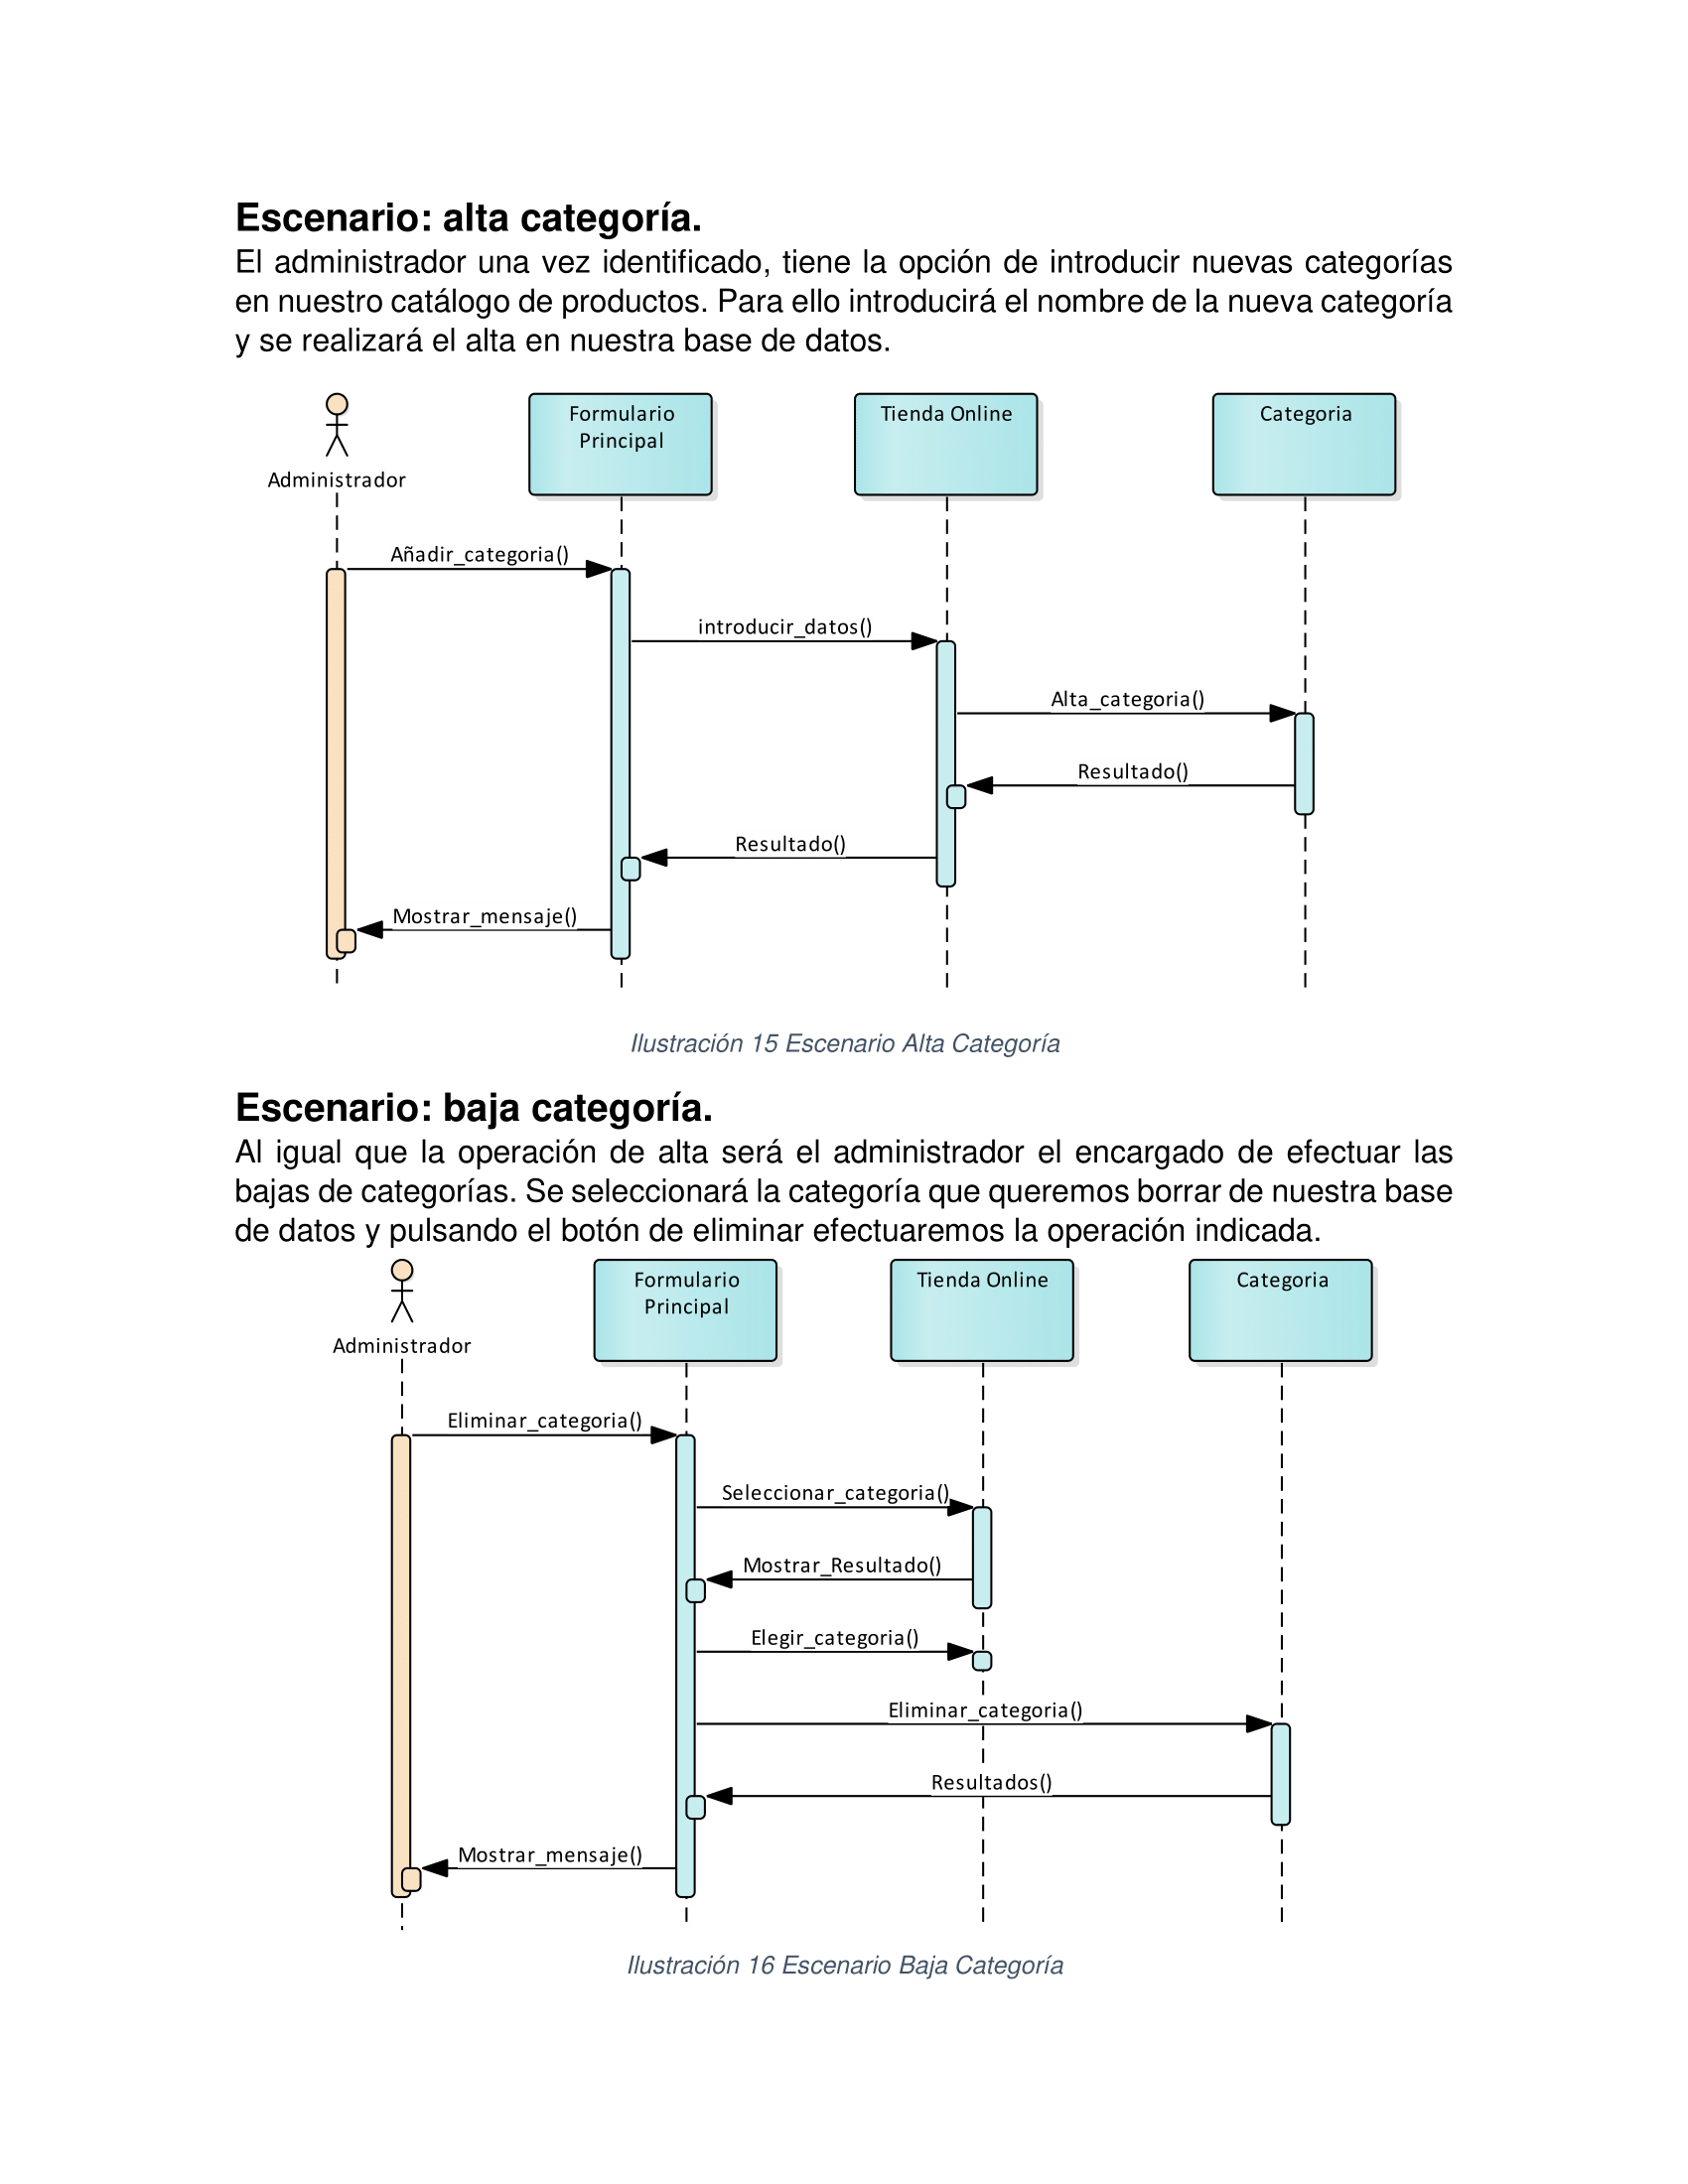 Escenario: alta categoría.
El administrador una vez identificado, tiene la opción de introducir nuevas categorías
en nuestro catálogo de productos. Para ello introducirá el nombre de la nueva categoría
y se realizará el alta en nuestra base de datos.
Formulario
Principal
Tienda Online
Categoria
Administrador
Añadir_categoria()
introducir_datos()
Alta_categoria()
Resultado()
Resultado()
Mostrar_mensaje()
Ilustración 15 Escenario Alta Categoría
Escenario: baja categoría.
Al igual que la operación de alta será el administrador el encargado de efectuar las
bajas de categorías. Se seleccionará la categoría que queremos borrar de nuestra base
de datos y pulsando el botón de eliminar efectuaremos la operación indicada.
Formulario
Principal
Tienda Online
Categoria
Administrador
Eliminar_categoria()
Seleccionar_categoria()
Mostrar_Resultado()
Elegir_categoria()
Eliminar_categoria()
Resultados()
Mostrar_mensaje()
Ilustración 16 Escenario Baja Categoría